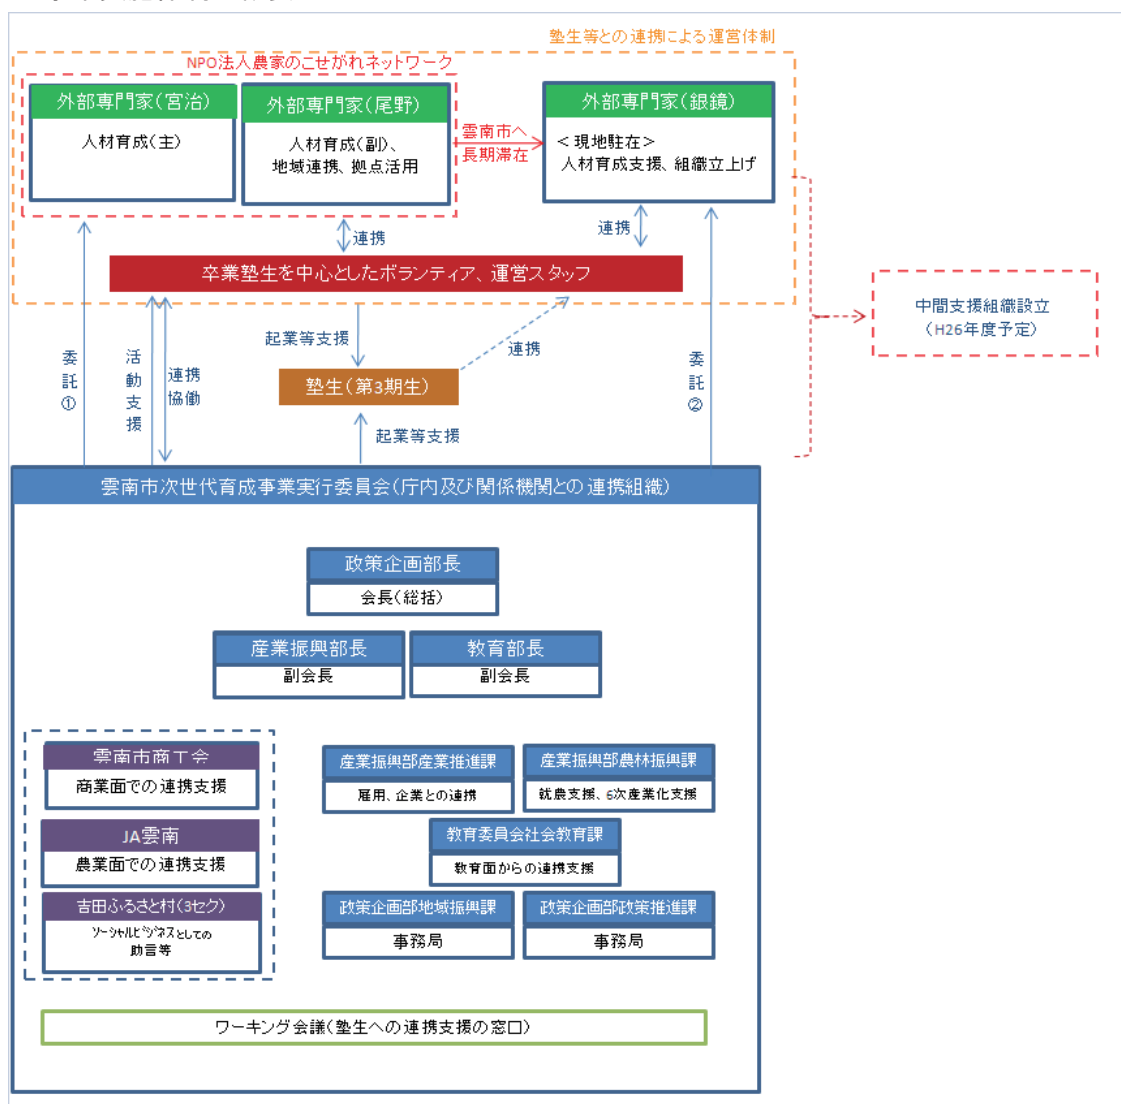 塾生等との連携による運営体制
NPO法人農家のこせがれネットワーク
外部専門家(宮治)
人材育成(主)
外部専門家(尾野)
人材育成(副)、
地域連携、拠点活用
雲南市へ
長期滞在
外部専門家(銀鏡)
<現地駐在>
人材育成支援、組織立上げ
連携
連携
卒業塾生を中心としたボランティア、運営スタッフ
中間支援組織設立
(H26年度予定)
委託①
活動支援
連携
協働
起業等支援
連携
塾生(第3期生)
起業等支援
委託②
雲南市次世代育成事業実行委員会(庁内及び関係機関との連携組織)
政策企画部長
会長(総括)
産業振興部長
副会長
教育部長
副会長
雲南市商工会
商業面での連携支援
JA雲南
農業面での連携支援
吉田ふるさと村(3セク)
ソーシャルビジネスとしての
助言等
産業振興部産業推進課
雇用、企業との連携
産業振興部農林振興課
就農支援、6次産業化支援
教育委員会社会教育課
教育面からの連携支援
政策企画部地域振興課
事務局
政策企画部政策推進課
事務局
ワーキング会議(塾生への連携支援の窓口)